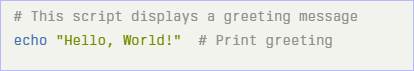 # This script displays a greeting message
echo "Hello, World!"  # Print greeting